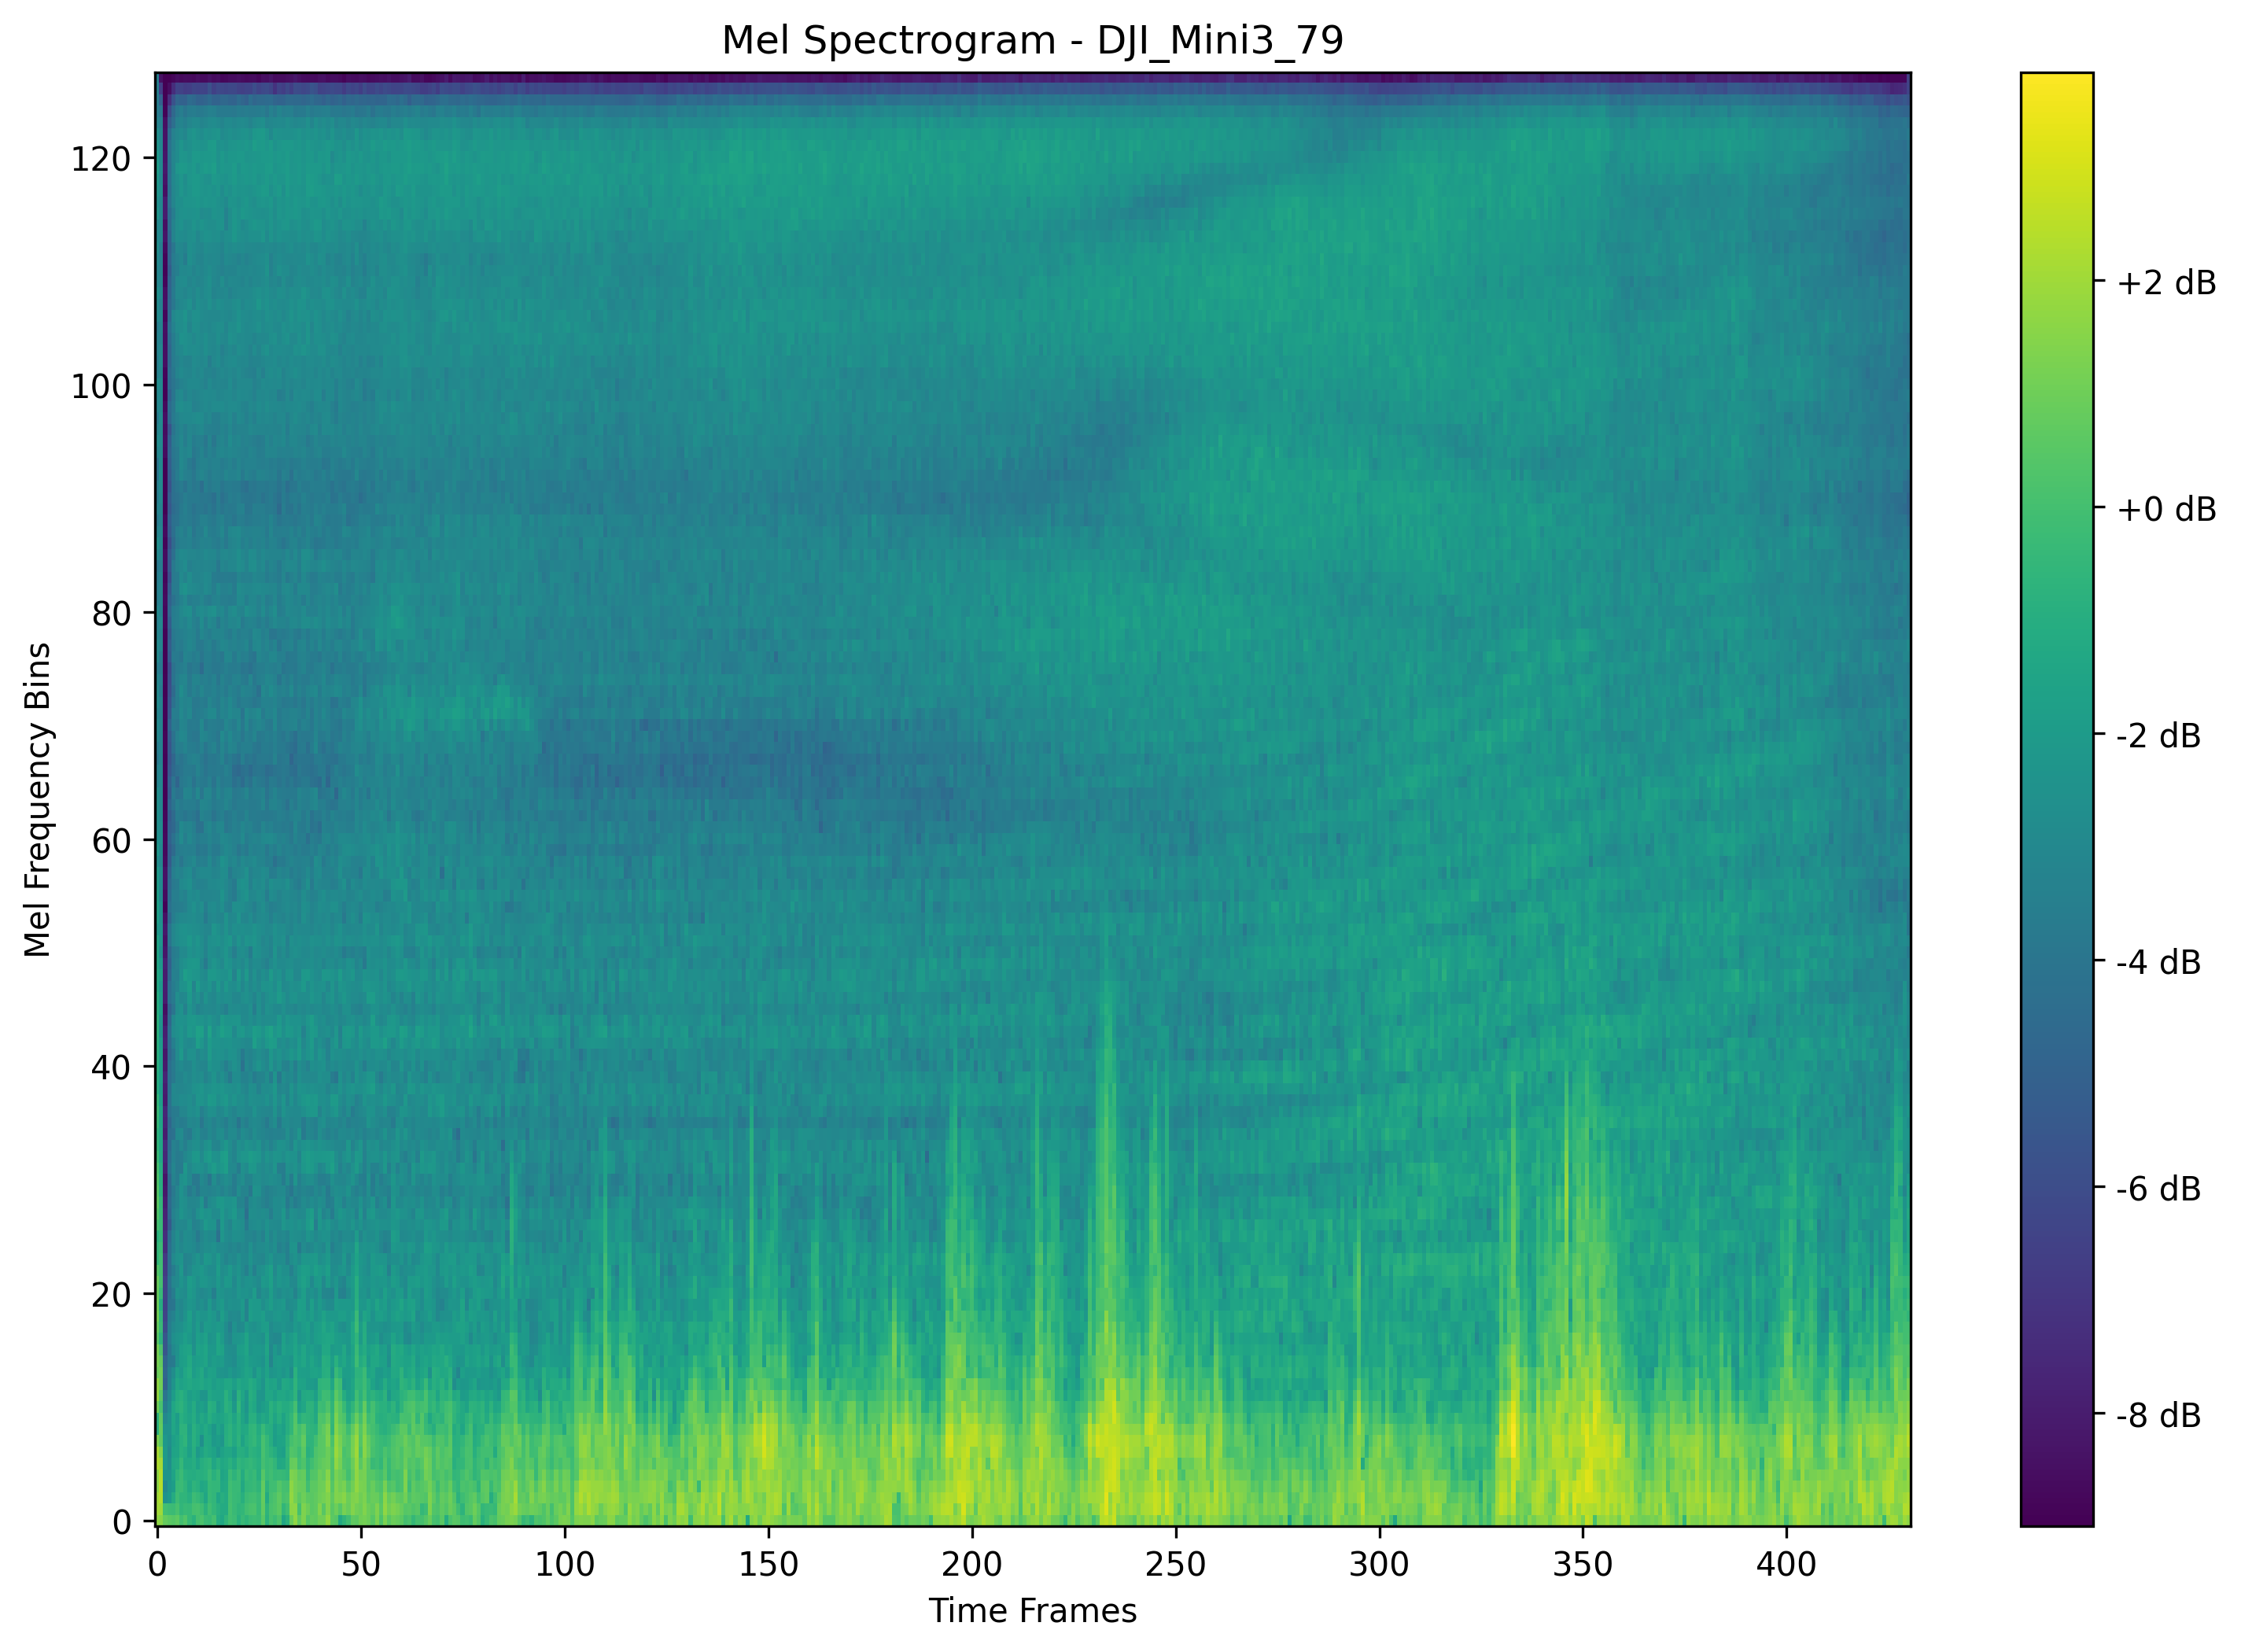 Mel Spectrogram - DJI_Mini3_79
Mel Frequency Bins
120
100
80
60
40
20
0
0 50 100 150 200 250 300 350 400
Time Frames
+2 dB
+0 dB
-2 dB
-4 dB
-6 dB
-8 dB